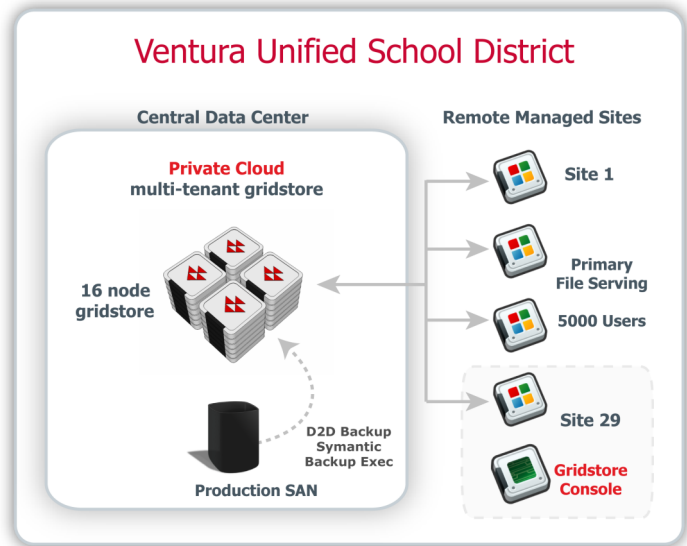 Ventura Unified School District
Central Data Center
Private Cloud
multi-tenant gridstore
16 node
gridstore
D2D Backup
Symantic
Backup Exec
Production SAN
Remote Managed Sites
Site 1
Primary
File Serving
5000 Users
Site 29
Gridstore
Console